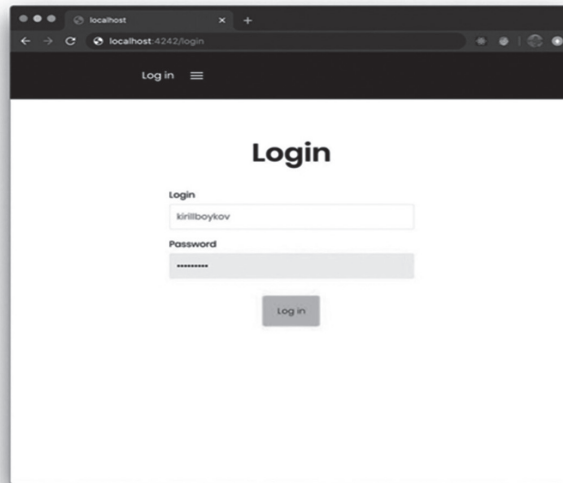 localhost
localhost:4242/login
Log in
Login
Login
kirillboykov
Password
•••••••••
Log in